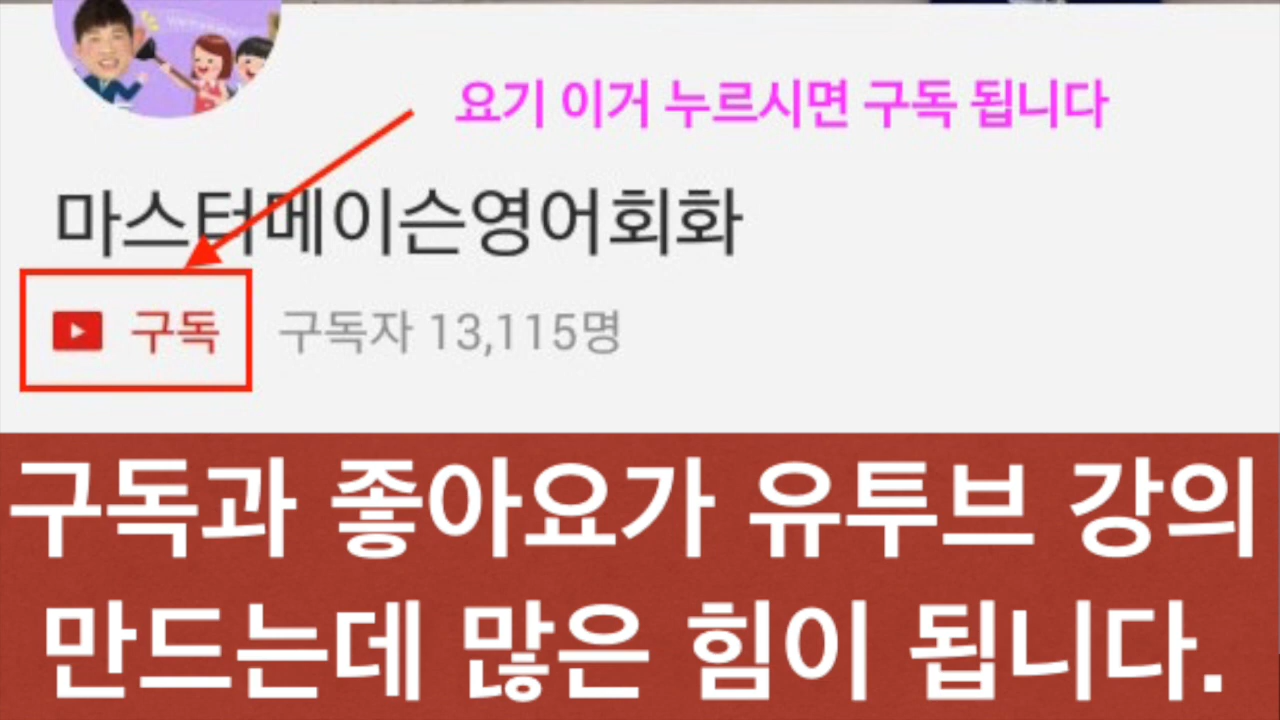 요기 이거 누르시면 구독 됩니다
마스터메이슨영어회화
구독 구독자 13,115명
구독과 좋아요가 유투브 강의
만드는데 많은 힘이 됩니다.